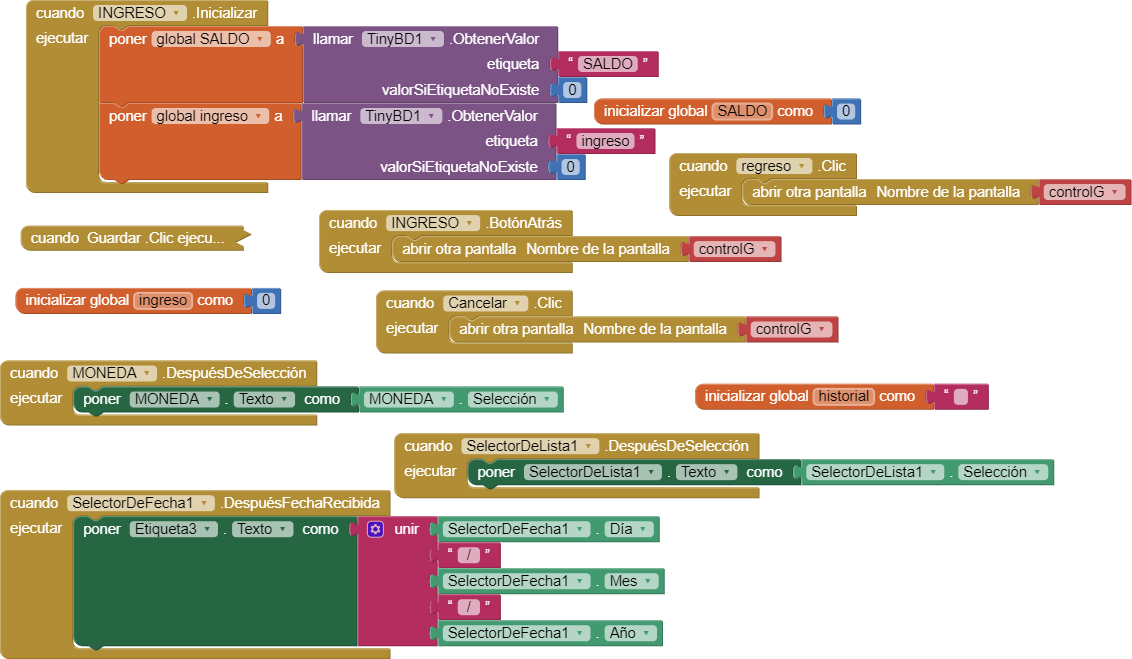 cuando INGRESO .Inicializar
ejecutar poner global SALDO a llamar TinyBD1 .ObtenerValor
etiqueta " SALDO "
valorSiEtiquetaNoExiste 0
poner global ingreso a llamar TinyBD1 .ObtenerValor
etiqueta " ingreso "
valorSiEtiquetaNoExiste 0
inicializar global SALDO como 0
cuando regreso .Clic
ejecutar abrir otra pantalla Nombre de la pantalla controlG
cuando Guardar .Clic ejecu...
cuando INGRESO .BotónAtrás
ejecutar abrir otra pantalla Nombre de la pantalla controlG
inicializar global ingreso como 0
cuando Cancelar .Clic
ejecutar abrir otra pantalla Nombre de la pantalla controlG
cuando MONEDA .DespuésDeSelección
ejecutar poner MONEDA . Texto como MONEDA . Selección
inicializar global historial como " "
cuando SelectorDeLista1 .DespuésDeSelección
ejecutar poner SelectorDeLista1 . Texto como SelectorDeLista1 . Selección
cuando SelectorDeFecha1 .DespuésFechaRecibida
ejecutar poner Etiqueta3 . Texto como unir SelectorDeFecha1 . Día
" / "
SelectorDeFecha1 . Mes
" / "
SelectorDeFecha1 . Año